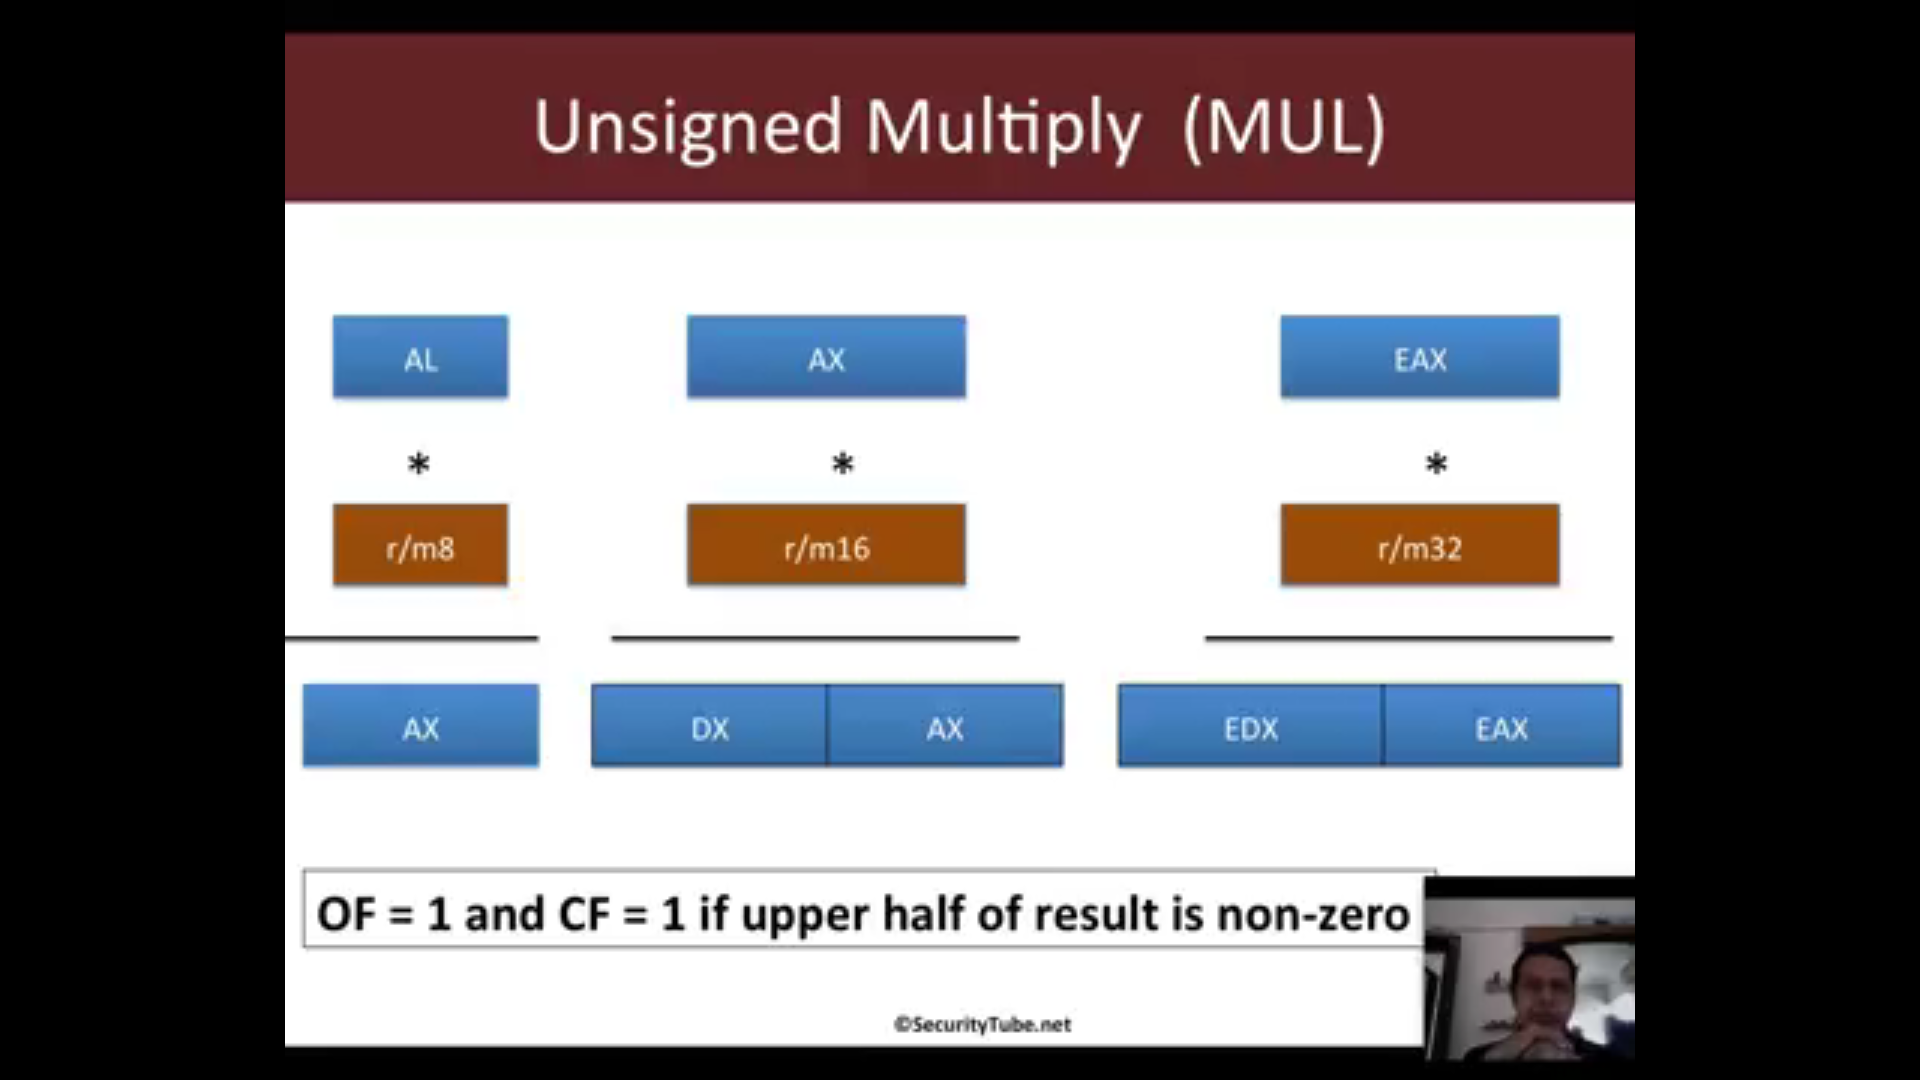 Unsigned Multiply (MUL)
AL AX EAX
* * *
r/m8 r/m16 r/m32
AX DX AX EDX EAX
OF = 1 and CF = 1 if upper half of result is non-zero
©SecurityTube.net